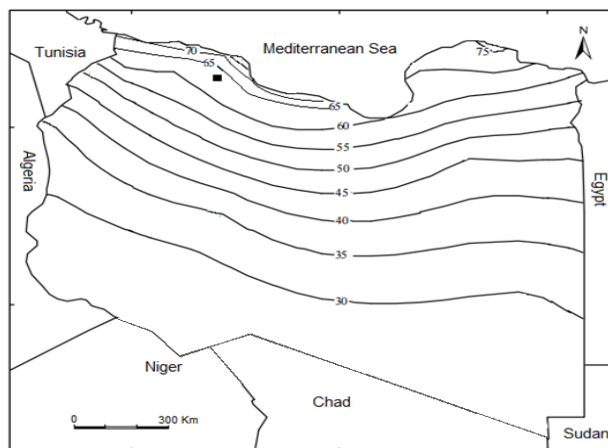 Tunisia
Mediterranean Sea
N
70
75
65
65
60
55
50
45
40
35
30
Algeria
Egypt
Niger
Chad
Sudan
0 300 Km